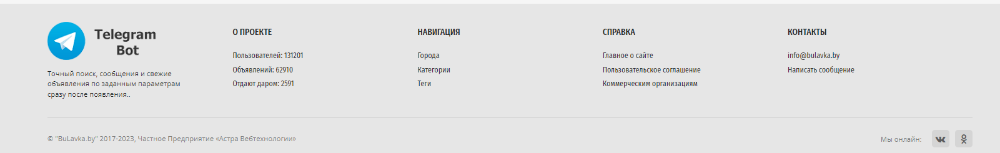 Telegram
Bot
Точный поиск, сообщения и свежие
объявления по заданным параметрам
сразу после появления..
О ПРОЕКТЕ
Пользователей: 131201
Объявлений: 62910
Отдают даром: 2591
НАВИГАЦИЯ
Города
Категории
Теги
СПРАВКА
Главное о сайте
Пользовательское соглашение
Коммерческим организациям
КОНТАКТЫ
info@bulavka.by
Написать сообщение
© "BuLavka.by" 2017-2023, Частное Предприятие «Астра Вебтехнологии»
Мы онлайн: